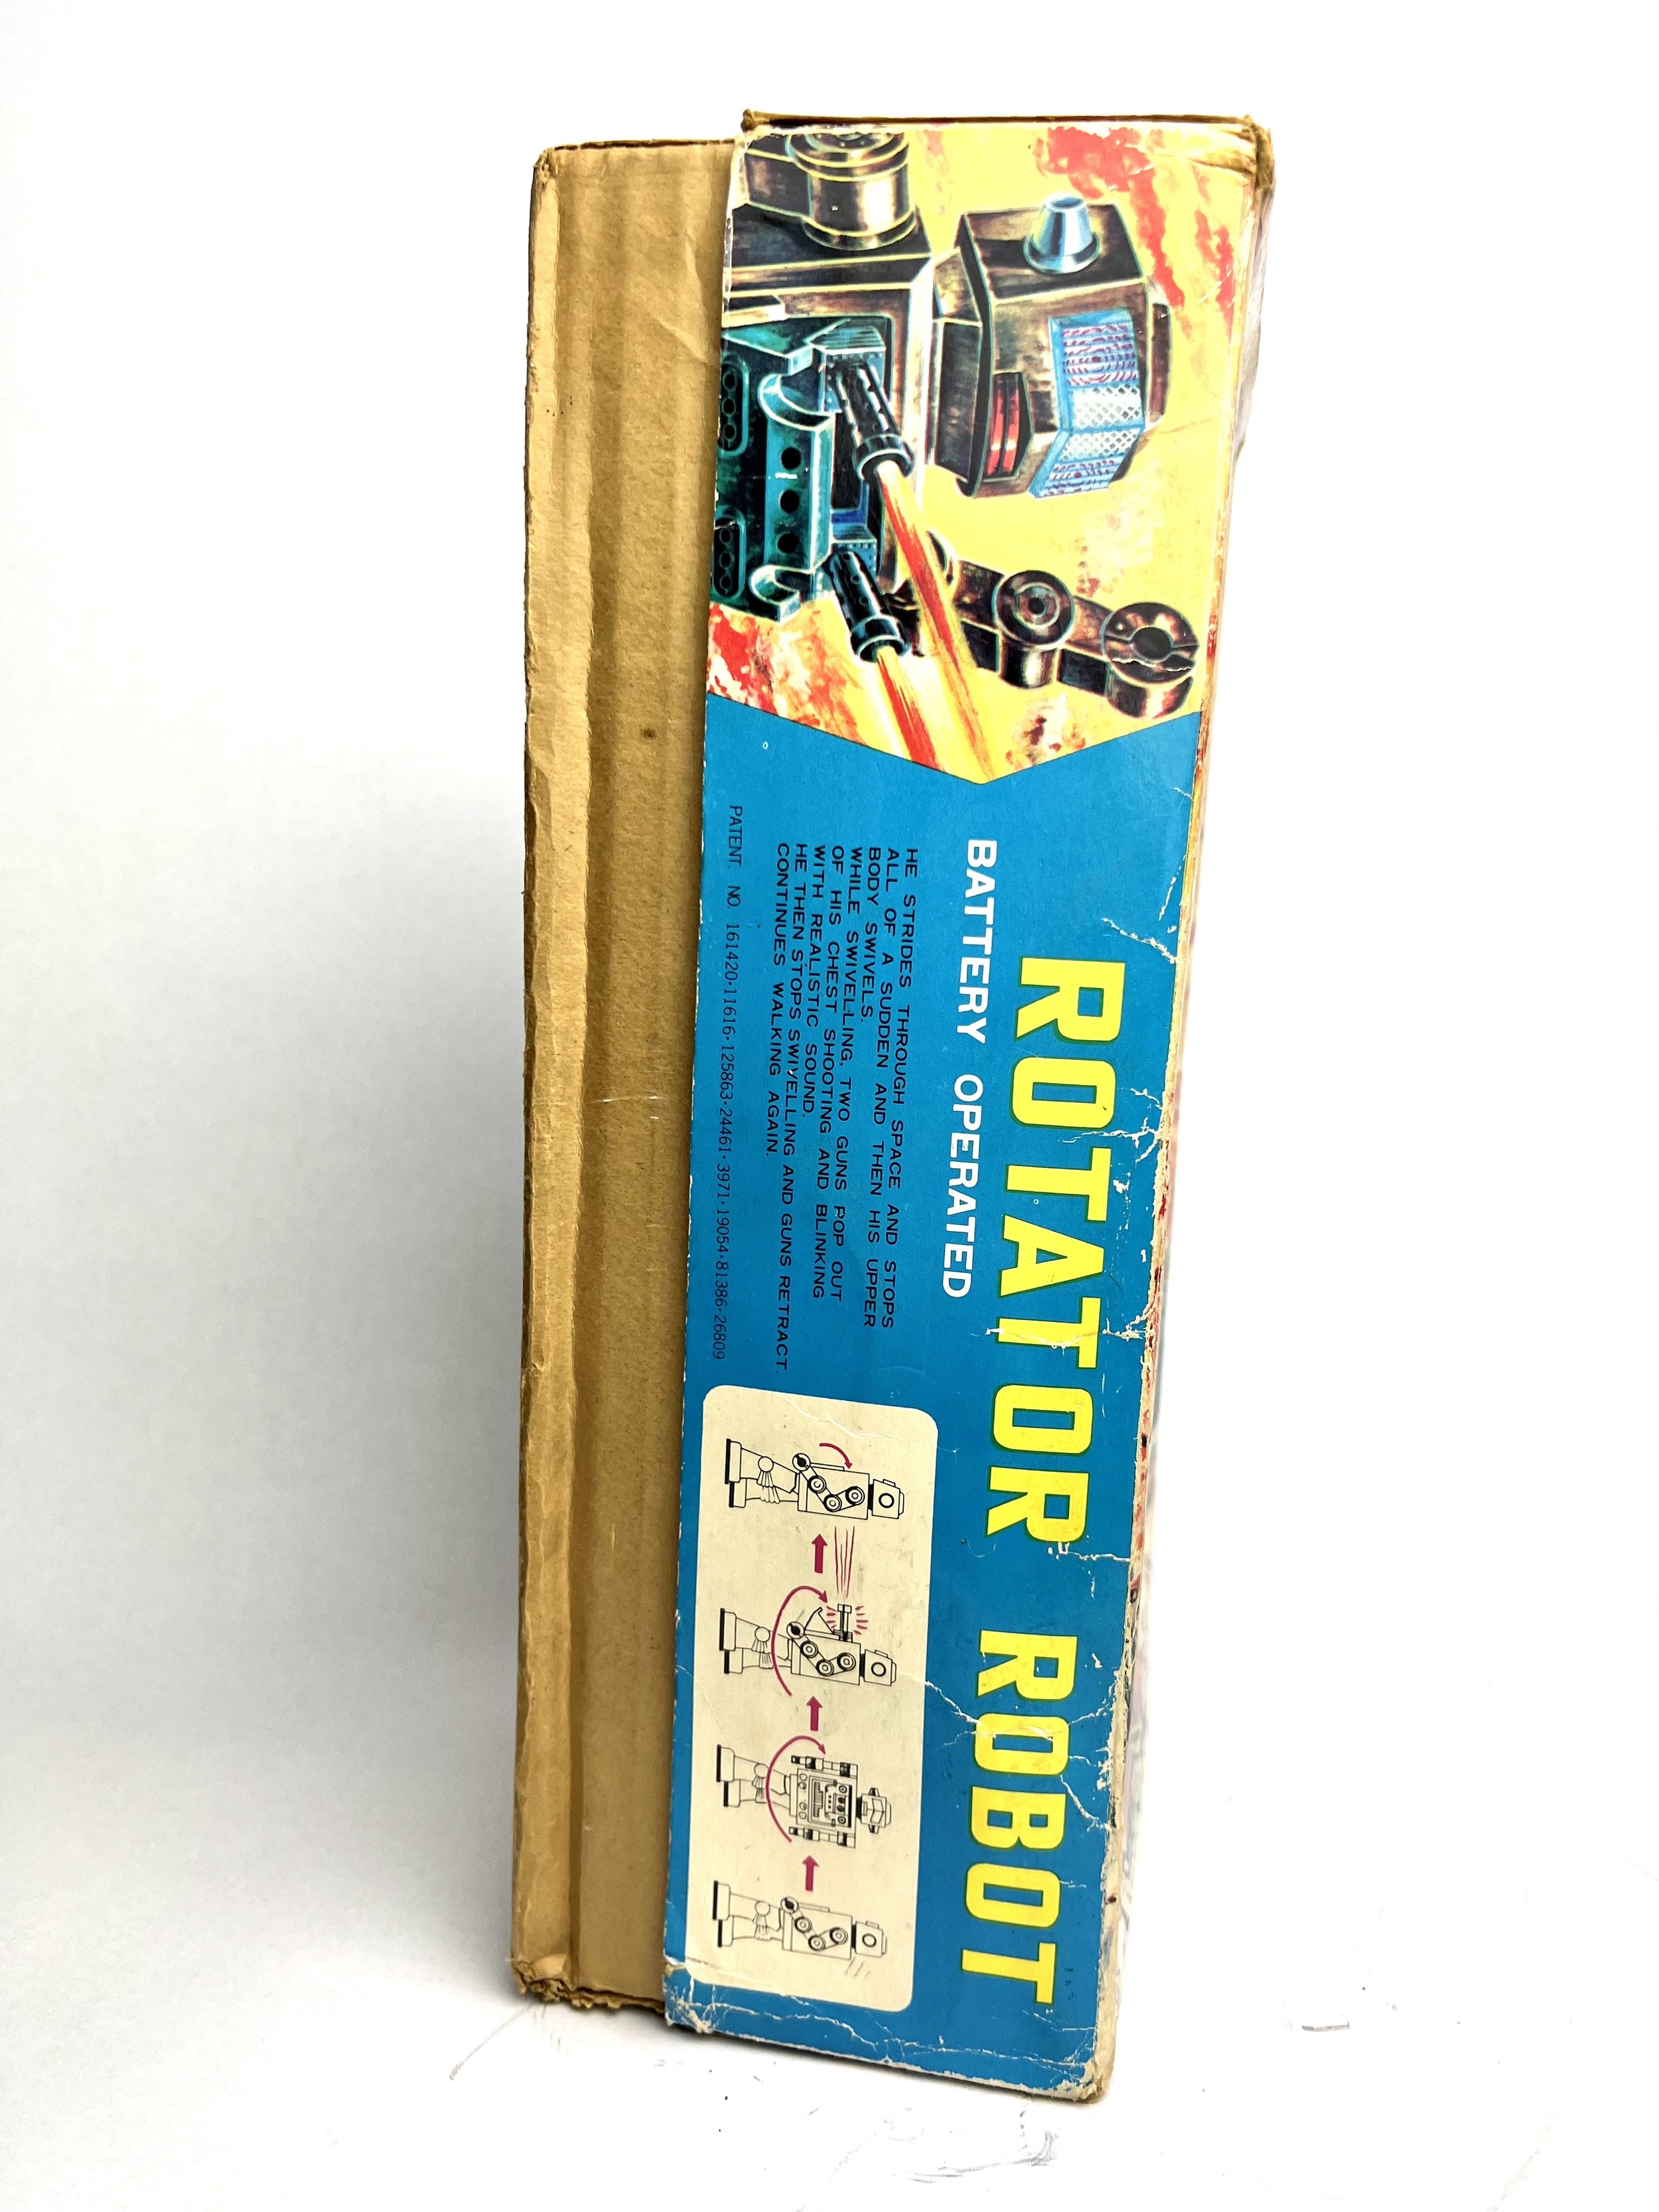 ROTATOR ROBOT
BATTERY OPERATED
HE STRIDES THROUGH SPACE AND STOPS
ALL OF A SUDDEN AND THEN HIS UPPER
BODY SWIVELS.
WHILE SWIVELLING, TWO GUNS POP OUT
OF HIS CHEST SHOOTING AND BLINKING
WITH REALISTIC SOUND.
HE THEN STOPS SWIVELLING AND GUNS RETRACT.
CONTINUES WALKING AGAIN.
PATENT. NO. 161420·11616·125863·24461·3971·19054·81386·26809